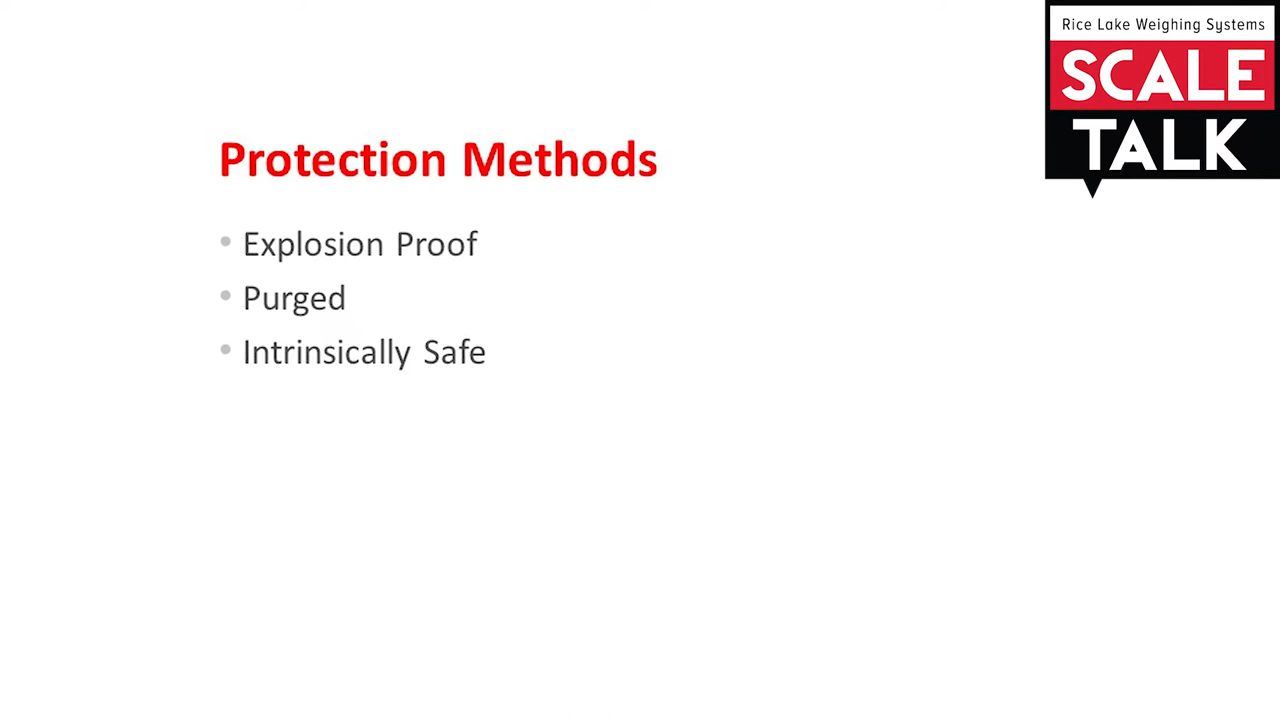 Rice Lake Weighing Systems
SCALE
TALK
Protection Methods
• Explosion Proof
• Purged
• Intrinsically Safe